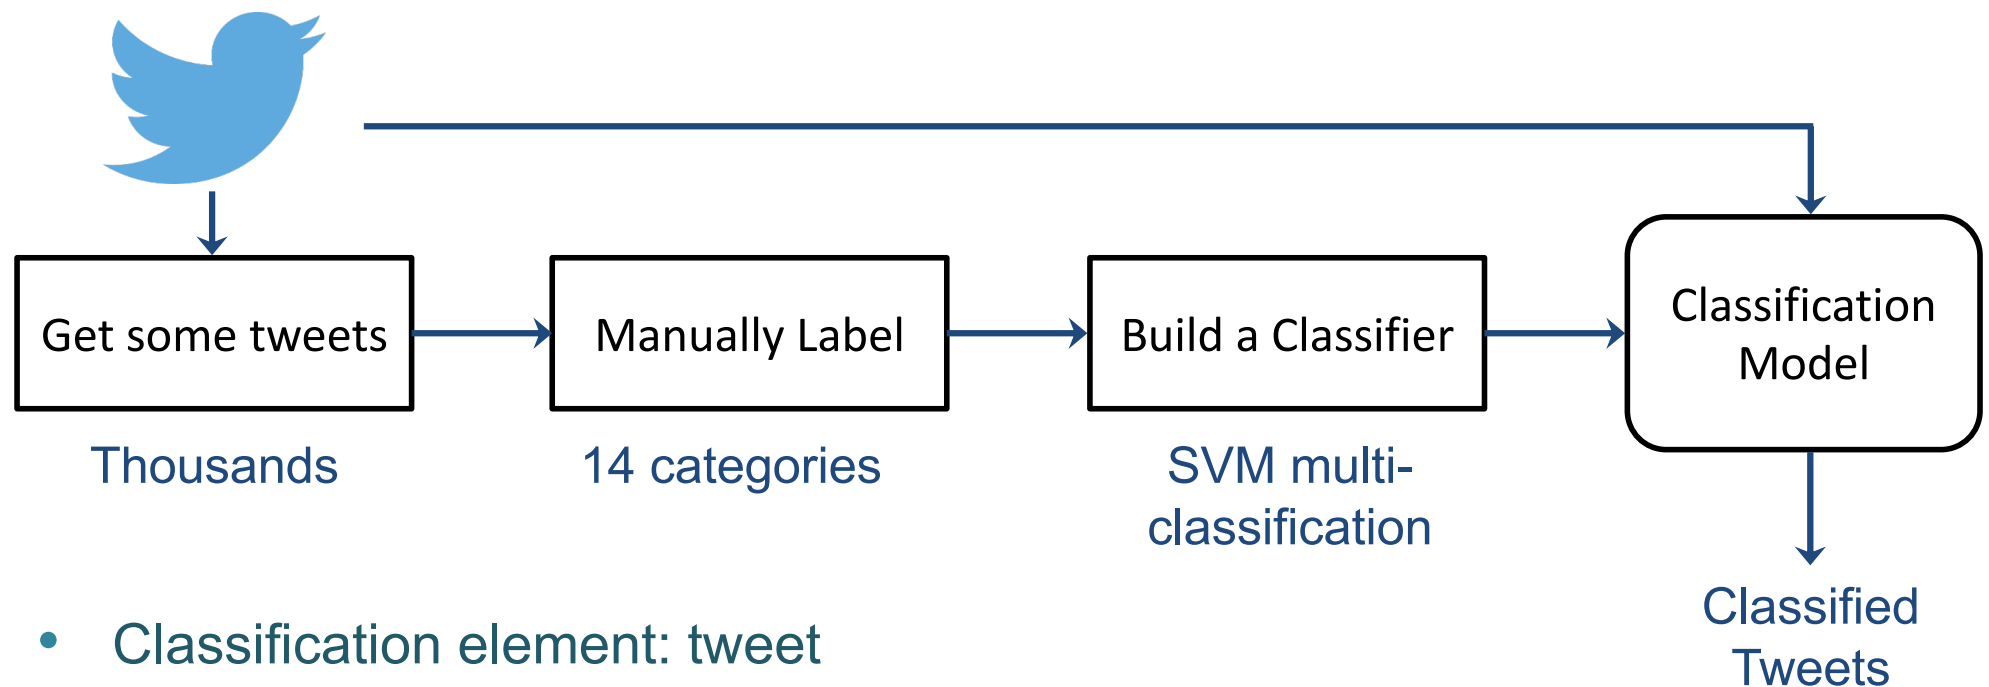 Get some tweets
Manually Label
Build a Classifier
Classification
Model
Thousands
14 categories
SVM multi-
classification
Classified
Tweets
• Classification element: tweet